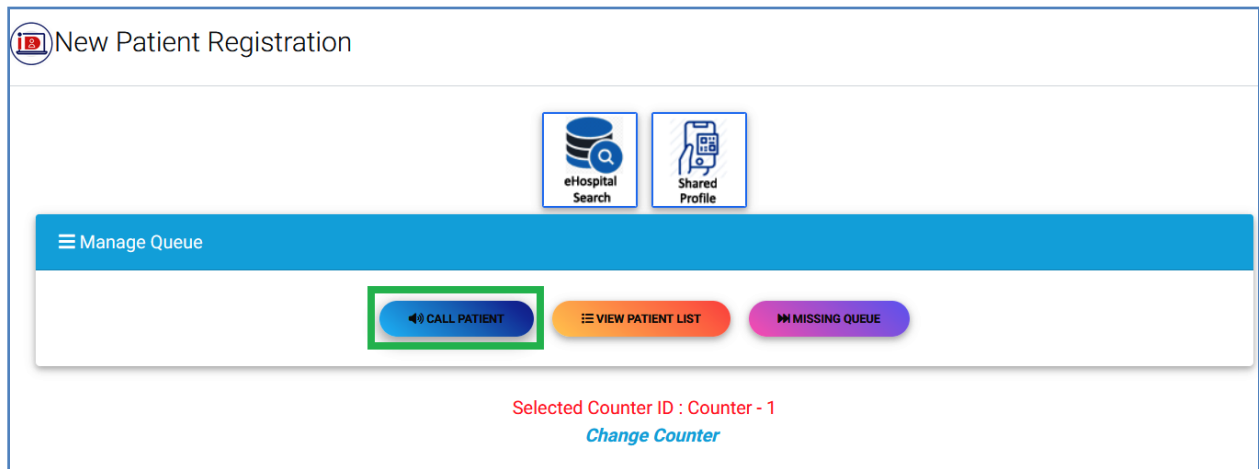 New Patient Registration
eHospital
Search
Shared
Profile
Manage Queue
CALL PATIENT
VIEW PATIENT LIST
MISSING QUEUE
Selected Counter ID : Counter - 1
Change Counter